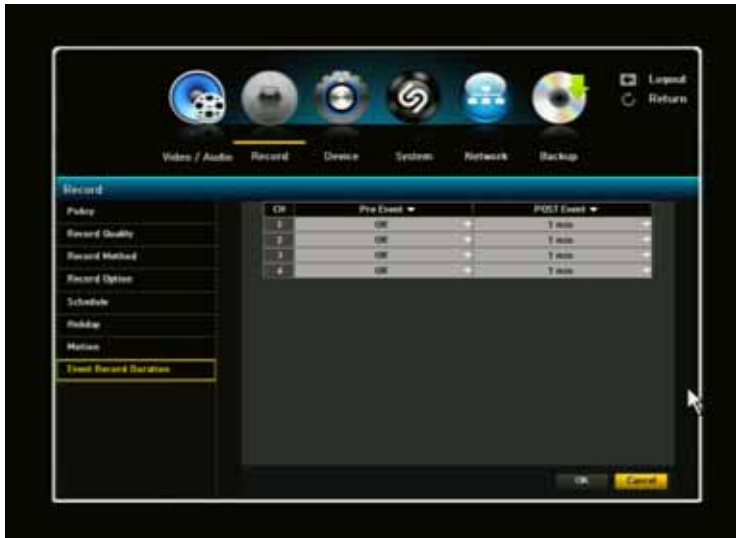 Logout
Return
Video / Audio Record Device System Network Backup
Record
Policy
Record Quality
Record Method
Record Option
Schedule
Holiday
Motion
Event Record Duration
CH Pre Event POST Event
1 Off 1 min
2 Off 1 min
3 Off 1 min
4 Off 1 min
OK Cancel